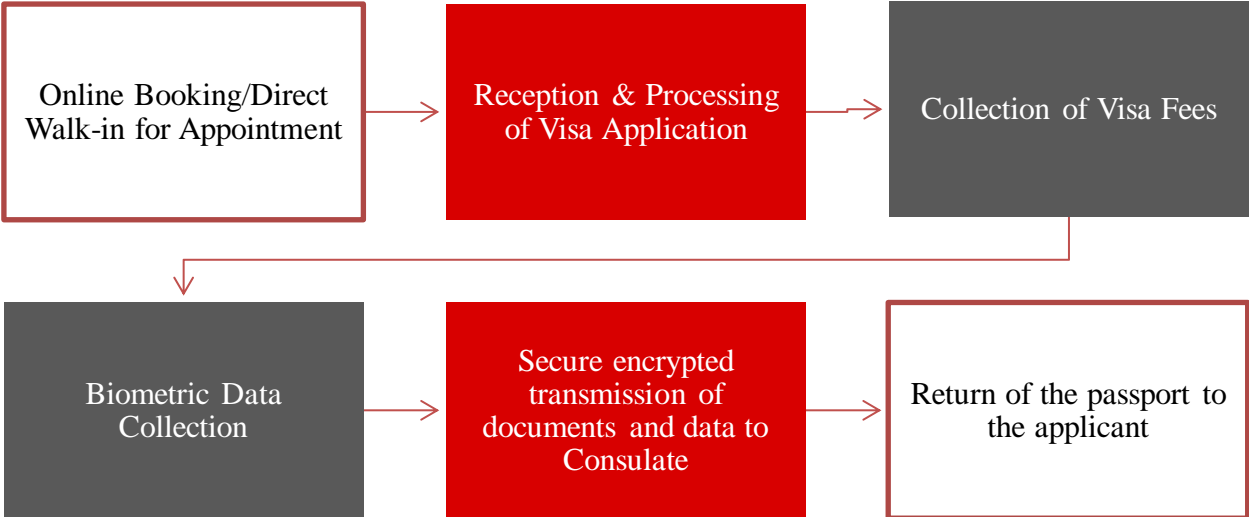 Online Booking/Direct
Walk-in for Appointment
Reception & Processing
of Visa Application
Collection of Visa Fees
Biometric Data
Collection
Secure encrypted
transmission of
documents and data to
Consulate
Return of the passport to
the applicant